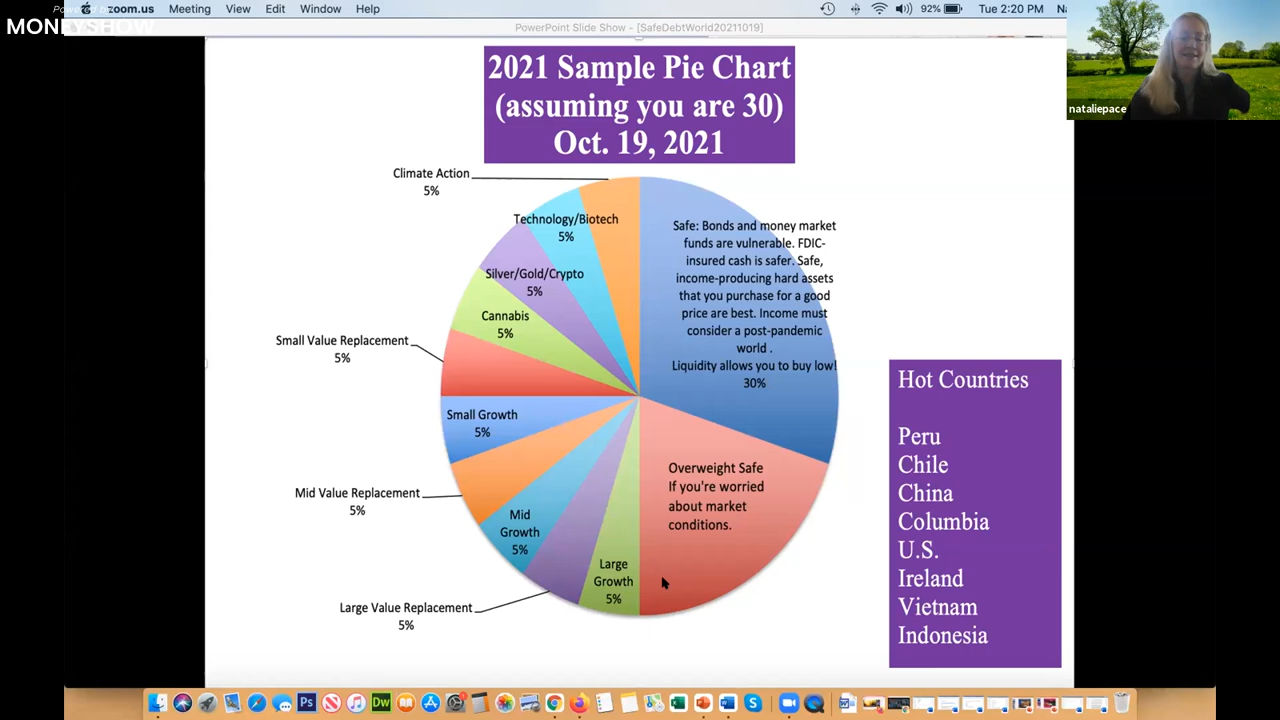 zoom.us Meeting View Edit Window Help 92% Tue 2:20 PM
Powered by
MONEYSHOW
PowerPoint Slide Show - [SafeDebtWorld20211019]
nataliepace
2021 Sample Pie Chart
(assuming you are 30)
Oct. 19, 2021
Climate Action
5%
Technology/Biotech
5%
Silver/Gold/Crypto
5%
Cannabis
5%
Small Value Replacement
5%
Small Growth
5%
Mid Value Replacement
5%
Mid
Growth
5%
Large Value Replacement
5%
Large
Growth
5%
Safe: Bonds and money market
funds are vulnerable. FDIC-
insured cash is safer. Safe,
income-producing hard assets
that you purchase for a good
price are best. Income must
consider a post-pandemic
world .
Liquidity allows you to buy low!
30%
Overweight Safe
If you're worried
about market
conditions.
Hot Countries
Peru
Chile
China
Columbia
U.S.
Ireland
Vietnam
Indonesia
Ps
Dw